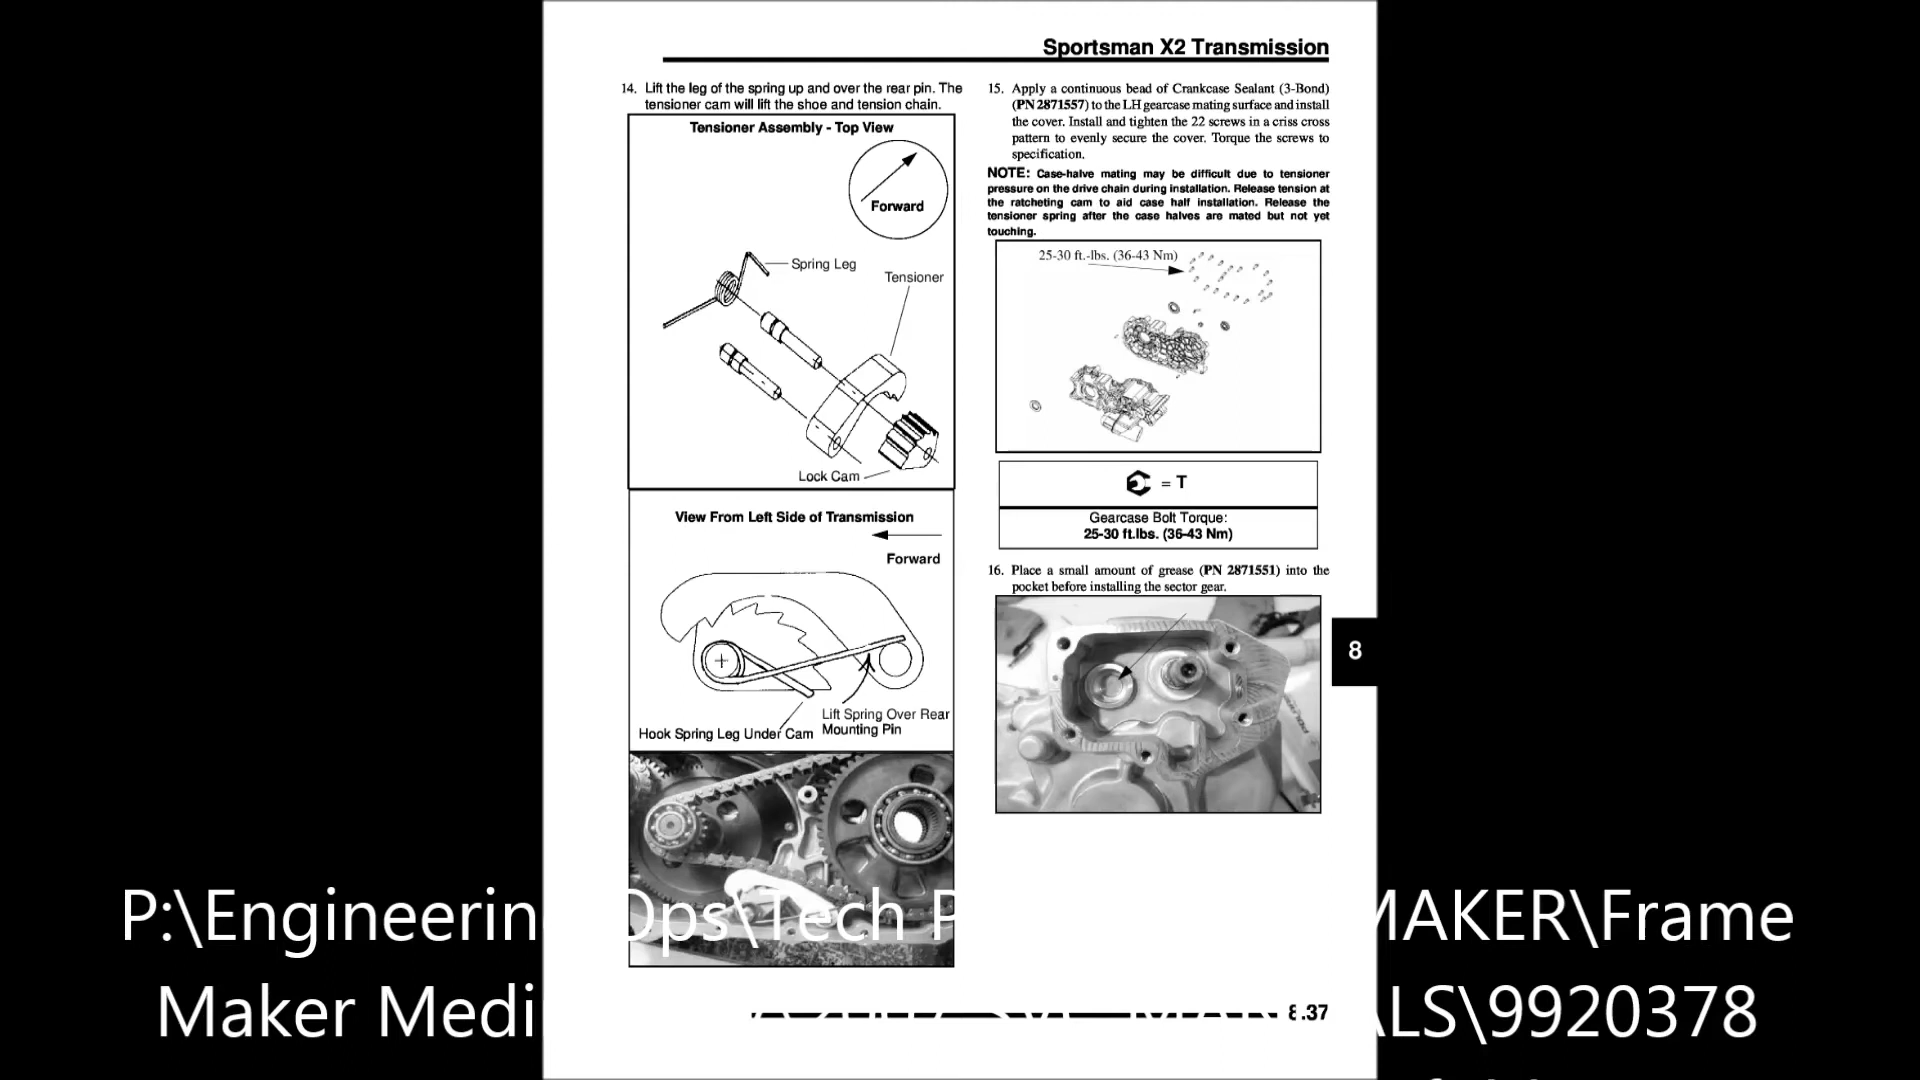 Sportsman X2 Transmission
14. Lift the leg of the spring up and over the rear pin. The
tensioner cam will lift the shoe and tension chain.
Tensioner Assembly - Top View
Forward
Spring Leg
Tensioner
Lock Cam
View From Left Side of Transmission
Forward
Lift Spring Over Rear
Mounting Pin
Hook Spring Leg Under Cam
15. Apply a continuous bead of Crankcase Sealant (3-Bond)
(PN 2871557) to the LH gearcase mating surface and install
the cover. Install and tighten the 22 screws in a criss cross
pattern to evenly secure the cover. Torque the screws to
specification.
NOTE: Case-halve mating may be difficult due to tensioner
pressure on the drive chain during installation. Release tension at
the ratcheting cam to aid case half installation. Release the
tensioner spring after the case halves are mated but not yet
touching.
25-30 ft.-lbs. (36-43 Nm)
= T
Gearcase Bolt Torque:
25-30 ft.lbs. (36-43 Nm)
16. Place a small amount of grease (PN 2871551) into the
pocket before installing the sector gear.
8
P:\Engineerin Ops\Tech P MAKER\Frame
Maker Medi ALS\9920378
8.37